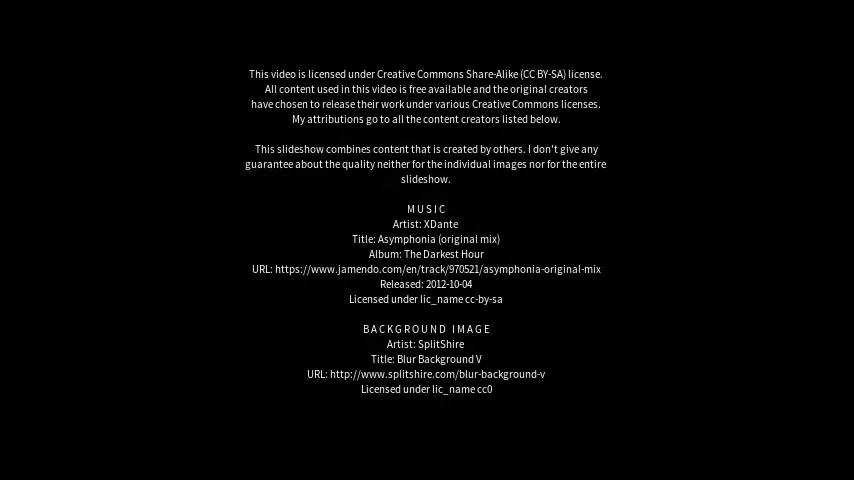 This video is licensed under Creative Commons Share-Alike (CC BY-SA) license.
All content used in this video is free available and the original creators
have chosen to release their work under various Creative Commons licenses.
My attributions go to all the content creators listed below.
This slideshow combines content that is created by others. I don't give any
guarantee about the quality neither for the individual images nor for the entire
slideshow.
MUSIC
Artist: XDante
Title: Asymphonia (original mix)
Album: The Darkest Hour
URL: https://www.jamendo.com/en/track/970521/asymphonia-original-mix
Released: 2012-10-04
Licensed under lic_name cc-by-sa
BACKGROUND IMAGE
Artist: SplitShire
Title: Blur Background V
URL: http://www.splitshire.com/blur-background-v
Licensed under lic_name cc0